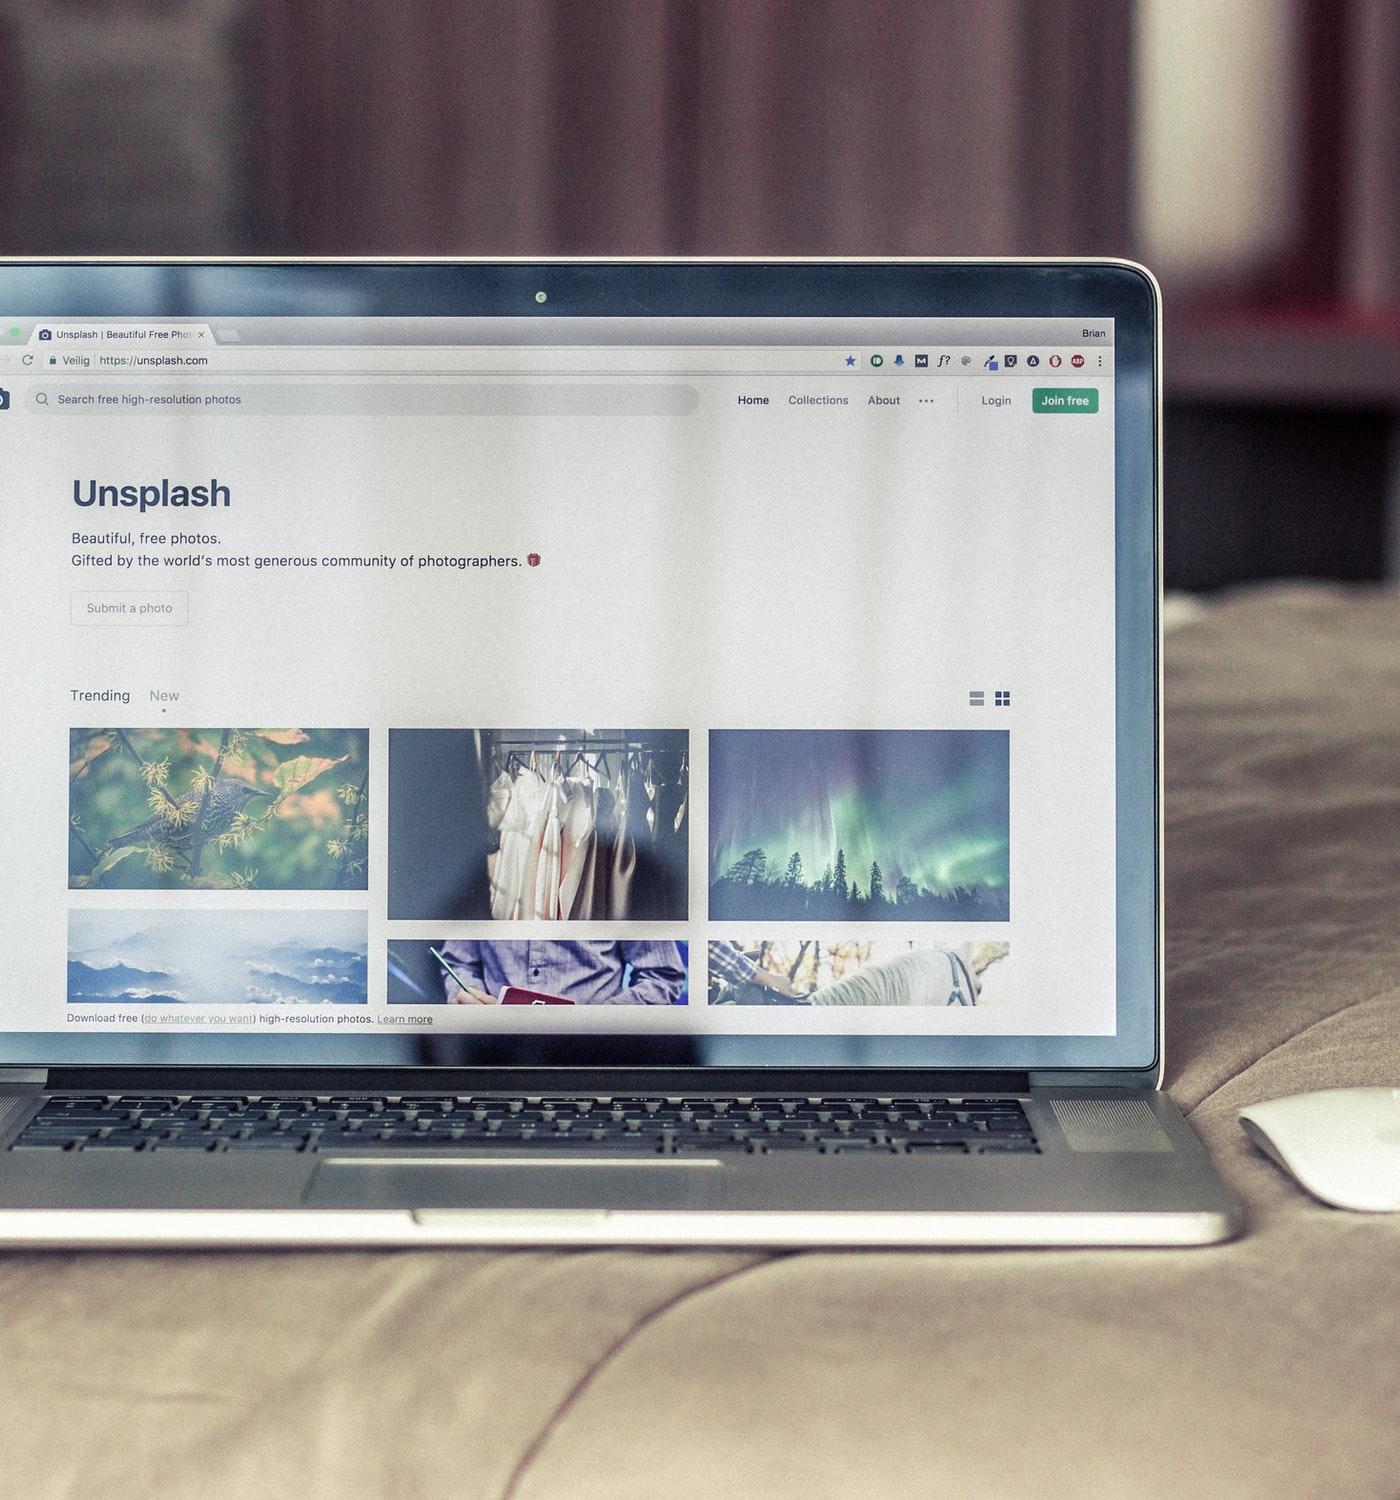 Unsplash | Beautiful Free Pho
Brian
Veilig https://unsplash.com
M f? ABP
Search free high-resolution photos Home Collections About Login Join free
Unsplash
Beautiful, free photos.
Gifted by the world's most generous community of photographers.
Submit a photo
Trending New
Download free (do whatever you want) high-resolution photos. Learn more